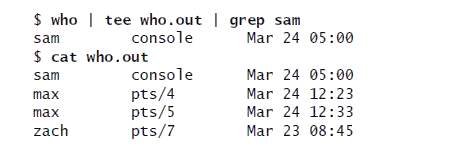 $ who | tee who.out | grep sam
sam        console      Mar 24 05:00
$ cat who.out
sam        console      Mar 24 05:00
max        pts/4        Mar 24 12:23
max        pts/5        Mar 24 12:33
zach       pts/7        Mar 23 08:45